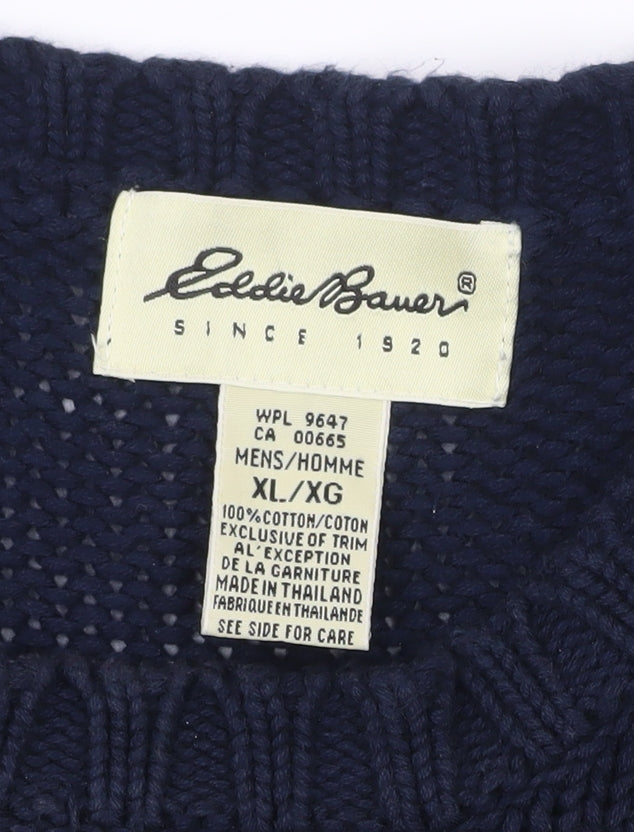 Eddie Bauer®
SINCE 1920
WPL 9647
CA 00665
MENS/HOMME
XL/XG
100% COTTON/COTON
EXCLUSIVE OF TRIM
A L'EXCEPTION
DE LA GARNITURE
MADE IN THAILAND
FABRIQUE EN THAILANDE
SEE SIDE FOR CARE